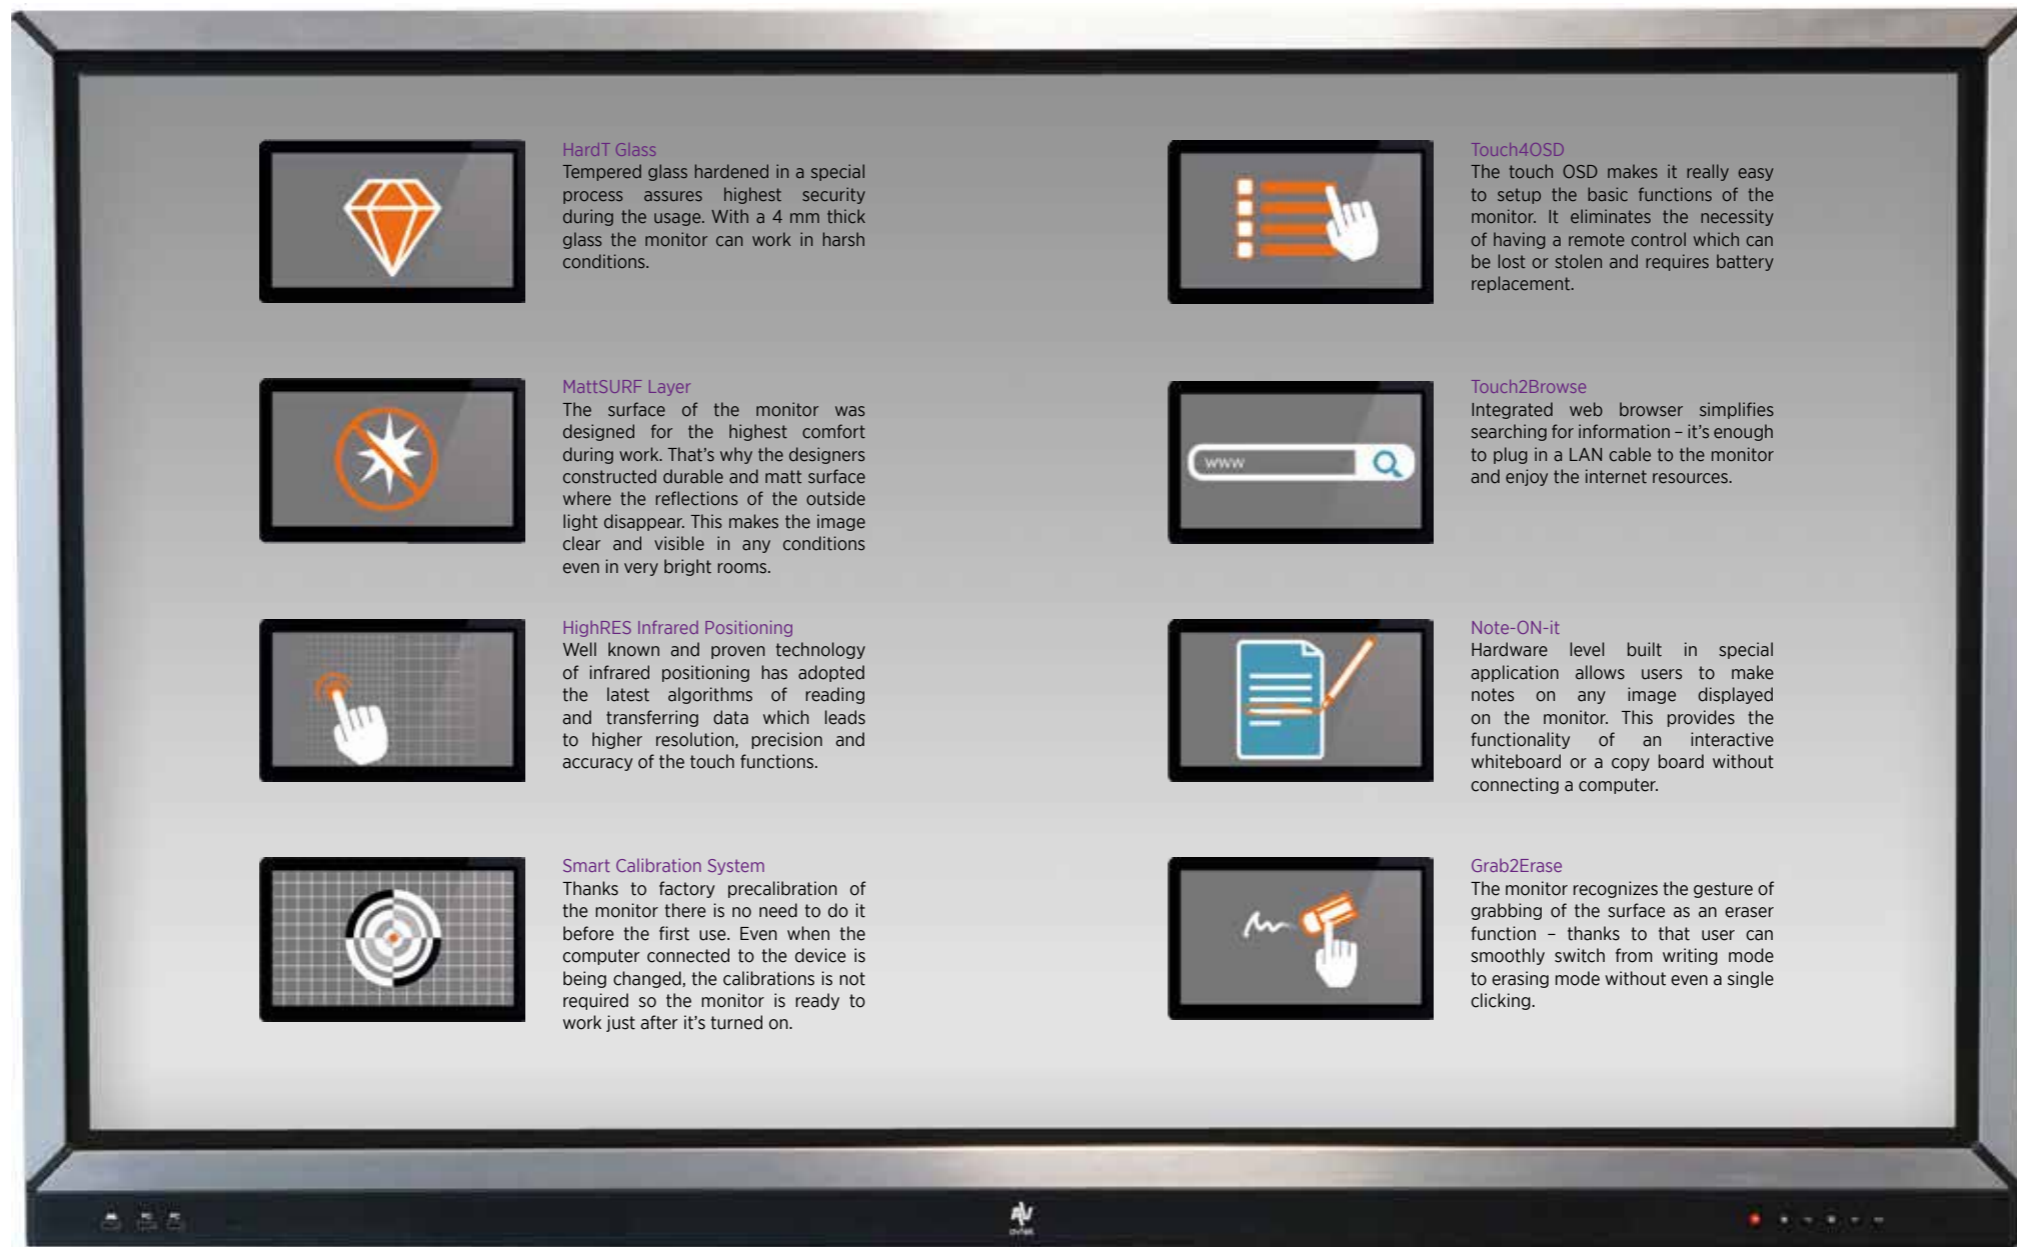 HardT Glass
Tempered glass hardened in a special
process assures highest security
during the usage. With a 4 mm thick
glass the monitor can work in harsh
conditions.
MattSURF Layer
The surface of the monitor was
designed for the highest comfort
during work. That's why the designers
constructed durable and matt surface
where the reflections of the outside
light disappear. This makes the image
clear and visible in any conditions
even in very bright rooms.
HighRES Infrared Positioning
Well known and proven technology
of infrared positioning has adopted
the latest algorithms of reading
and transferring data which leads
to higher resolution, precision and
accuracy of the touch functions.
Smart Calibration System
Thanks to factory precalibration of
the monitor there is no need to do it
before the first use. Even when the
computer connected to the device is
being changed, the calibrations is not
required so the monitor is ready to
work just after it's turned on.
Touch4OSD
The touch OSD makes it really easy
to setup the basic functions of the
monitor. It eliminates the necessity
of having a remote control which can
be lost or stolen and requires battery
replacement.
www
Touch2Browse
Integrated web browser simplifies
searching for information – it's enough
to plug in a LAN cable to the monitor
and enjoy the internet resources.
Note-ON-it
Hardware level built in special
application allows users to make
notes on any image displayed
on the monitor. This provides the
functionality of an interactive
whiteboard or a copy board without
connecting a computer.
Grab2Erase
The monitor recognizes the gesture of
grabbing of the surface as an eraser
function – thanks to that user can
smoothly switch from writing mode
to erasing mode without even a single
clicking.
avtek